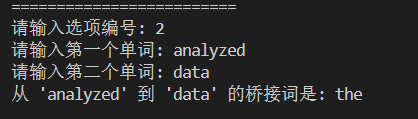 =========================
请输入选项编号: 2
请输入第一个单词: analyzed
请输入第二个单词: data
从 'analyzed' 到 'data' 的桥接词是: the